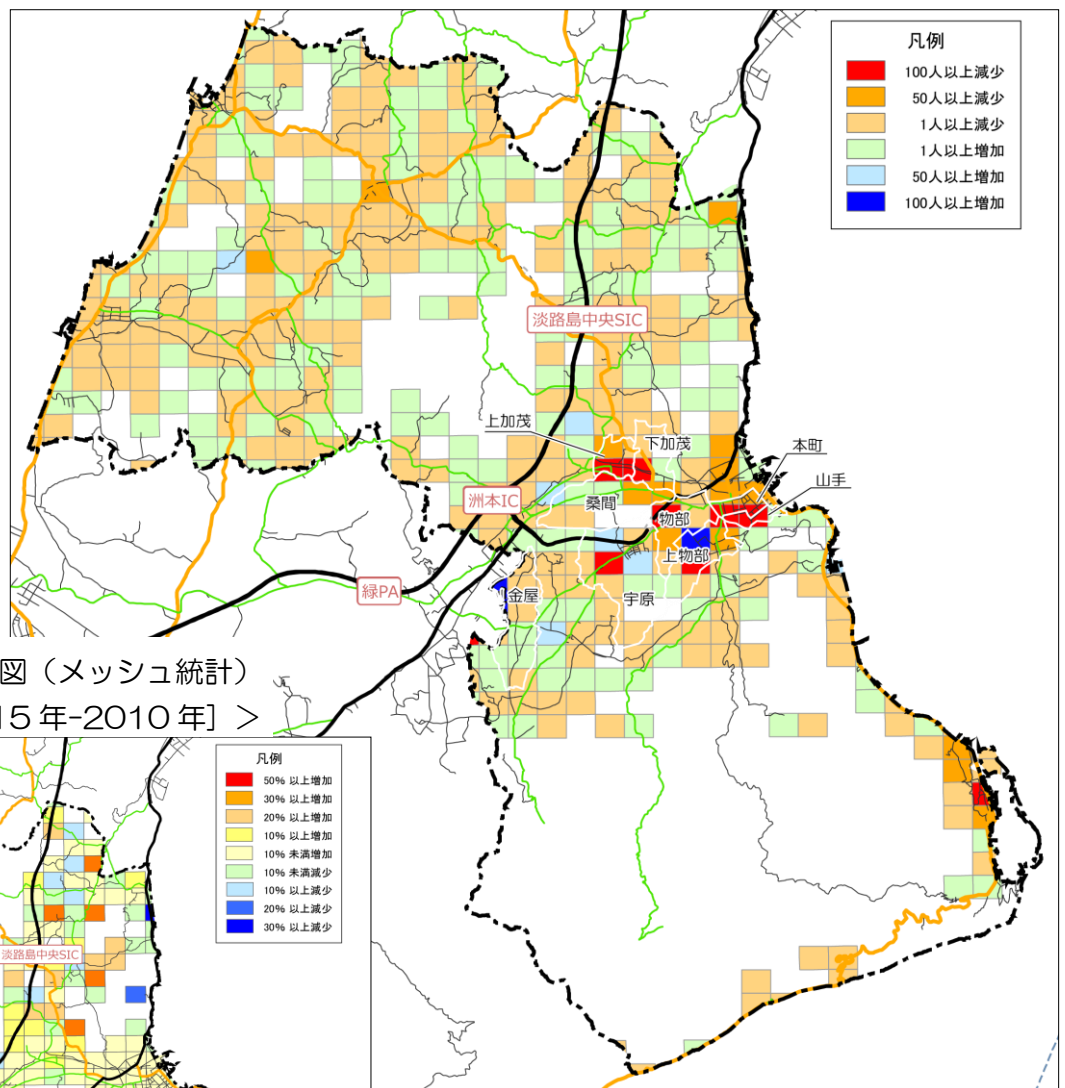 凡例
100人以上減少
50人以上減少
1人以上減少
1人以上増加
50人以上増加
100人以上増加
淡路島中央SIC
上加茂
下加茂
本町
山手
洲本IC
桑間
物部
上物部
緑PA
金屋
宇原
図（メッシュ統計）
15年-2010年］＞
凡例
50% 以上増加
30% 以上増加
20% 以上増加
10% 以上増加
10% 未満増加
10% 未満減少
10% 以上減少
20% 以上減少
30% 以上減少
淡路島中央SIC